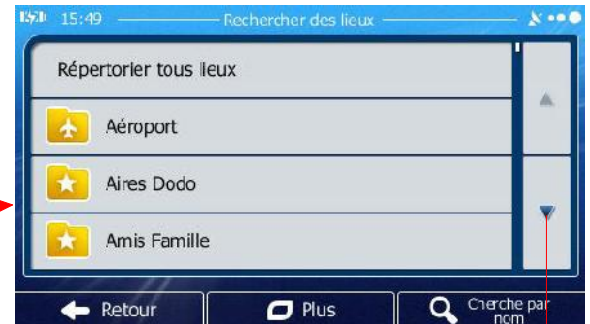 15:49 Rechercher des lieux
Répertorier tous lieux
Aéroport
Aires Dodo
Amis Famille
Retour
Plus
Cherche par
nom